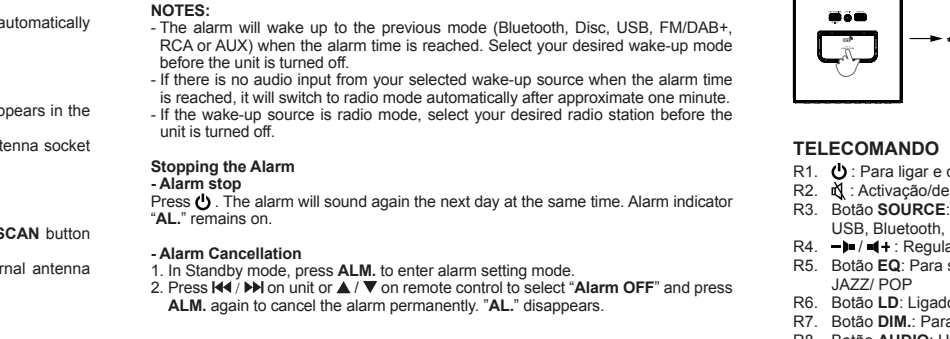 automatically
appears in the
antenna socket
SCAN button
antenna
NOTES:
- The alarm will wake up to the previous mode (Bluetooth, Disc, USB, FM/DAB+,
RCA or AUX) when the alarm time is reached. Select your desired wake-up mode
before the unit is turned off.
- If there is no audio input from your selected wake-up source when the alarm time
is reached, it will switch to radio mode automatically after approximate one minute.
- If the wake-up source is radio mode, select your desired radio station before the
unit is turned off.
Stopping the Alarm
- Alarm stop
Press ⏻ . The alarm will sound again the next day at the same time. Alarm indicator
“AL.” remains on.
- Alarm Cancellation
1. In Standby mode, press ALM. to enter alarm setting mode.
2. Press ⏮ / ⏭ on unit or ▲ / ▼ on remote control to select “Alarm OFF” and press
ALM. again to cancel the alarm permanently. ”AL.” disappears.
TELECOMANDO
R1. ⏻ : Para ligar e
R2. : Activação/de
R3. Botão SOURCE:
USB, Bluetooth,
R4. - / + : Regula
R5. Botão EQ: Para
JAZZ/ POP
R6. Botão LD: Ligado
R7. Botão DIM.: Para
R8. Botão AUDIO: